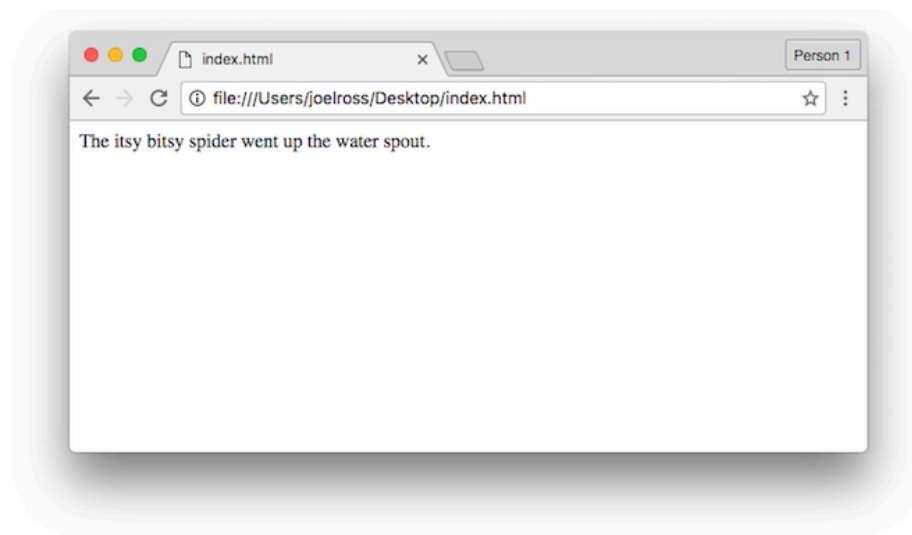 index.html
Person 1
file:///Users/joelross/Desktop/index.html
The itsy bitsy spider went up the water spout.